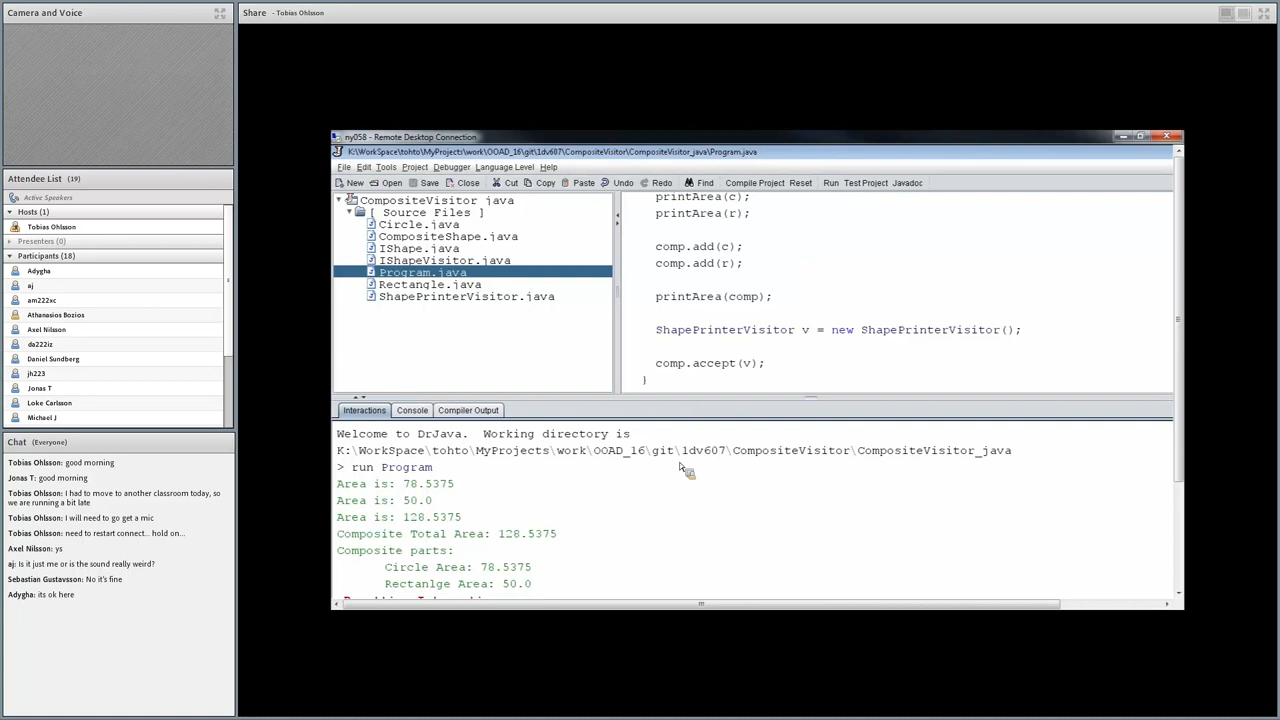 Camera and Voice
Share - Tobias Ohlsson
Attendee List (19)
Active Speakers
Hosts (1)
Tobias Ohlsson
Presenters (0)
Participants (18)
Adygha
aj
am222xc
Athanasios Bozios
Axel Nilsson
da222iz
Daniel Sundberg
jh223
Jonas T
Loke Carlsson
Michael J
Chat (Everyone)
Tobias Ohlsson: good morning
Jonas T: good morning
Tobias Ohlsson: I had to move to another classroom today, so
we are running a bit late
Tobias Ohlsson: I will need to go get a mic
Tobias Ohlsson: need to restart connect... hold on...
Axel Nilsson: ys
aj: Is it just me or is the sound really weird?
Sebastian Gustavsson: No it's fine
Adygha: its ok here
ny058 - Remote Desktop Connection
K:\WorkSpace\tohto\MyProjects\work\OOAD_16\git\1dv607\CompositeVisitor\CompositeVisitor_java\Program.java
File Edit Tools Project Debugger Language Level Help
New Open Save Close Cut Copy Paste Undo Redo Find Compile Project Reset Run Test Project Javadoc
CompositeVisitor java
[ Source Files ]
Circle.java
CompositeShape.java
IShape.java
IShapeVisitor.java
Program.java
Rectangle.java
ShapePrinterVisitor.java
printArea(c);
printArea(r);
comp.add(c);
comp.add(r);
printArea(comp);
ShapePrinterVisitor v = new ShapePrinterVisitor();
comp.accept(v);
}
Interactions Console Compiler Output
Welcome to DrJava. Working directory is
K:\WorkSpace\tohto\MyProjects\work\OOAD_16\git\1dv607\CompositeVisitor\CompositeVisitor_java
> run Program
Area is: 78.5375
Area is: 50.0
Area is: 128.5375
Composite Total Area: 128.5375
Composite parts:
Circle Area: 78.5375
Rectanlge Area: 50.0